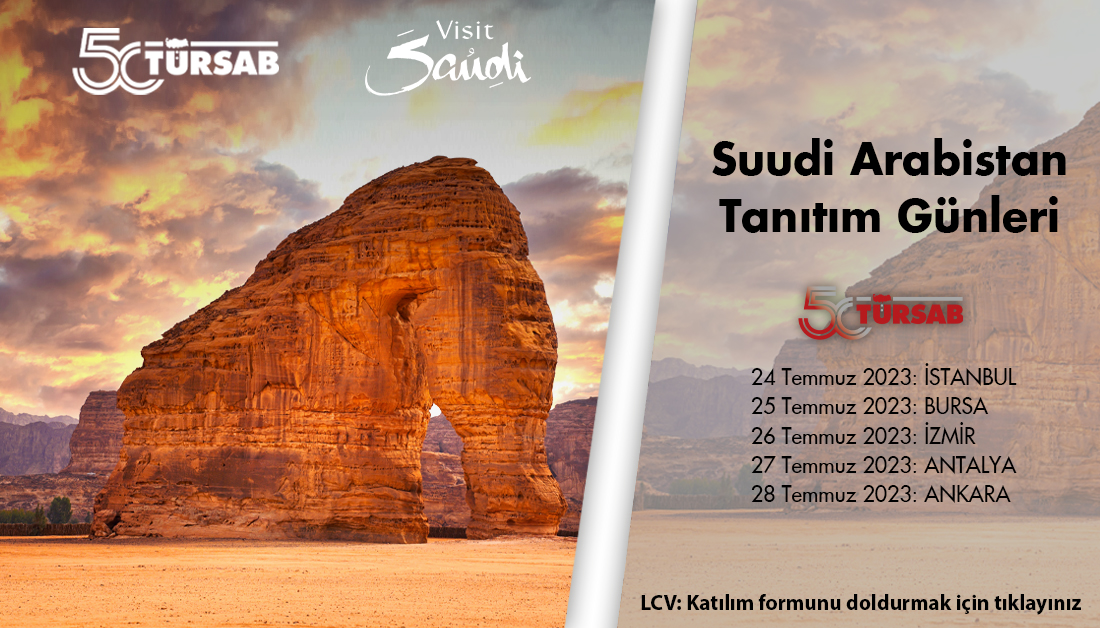 50 TÜRSAB
Visit
Saudi
Suudi Arabistan
Tanıtım Günleri
50 TÜRSAB
24 Temmuz 2023: İSTANBUL
25 Temmuz 2023: BURSA
26 Temmuz 2023: İZMİR
27 Temmuz 2023: ANTALYA
28 Temmuz 2023: ANKARA
LCV: Katılım formunu doldurmak için tıklayınız